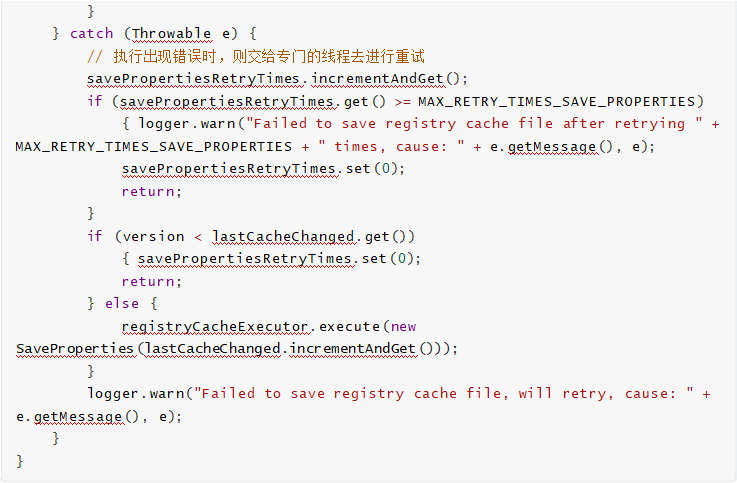 }
    } catch (Throwable e) {
        // 执行出现错误时，则交给专门的线程去进行重试
        savePropertiesRetryTimes.incrementAndGet();
        if (savePropertiesRetryTimes.get() >= MAX_RETRY_TIMES_SAVE_PROPERTIES)
            { logger.warn("Failed to save registry cache file after retrying " +
MAX_RETRY_TIMES_SAVE_PROPERTIES + " times, cause: " + e.getMessage(), e);
            savePropertiesRetryTimes.set(0);
            return;
        }
        if (version < lastCacheChanged.get())
            { savePropertiesRetryTimes.set(0);
            return;
        } else {
            registryCacheExecutor.execute(new
SaveProperties(lastCacheChanged.incrementAndGet()));
        }
        logger.warn("Failed to save registry cache file, will retry, cause: " +
e.getMessage(), e);
    }
}